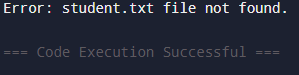 Error: student.txt file not found.
=== Code Execution Successful ===